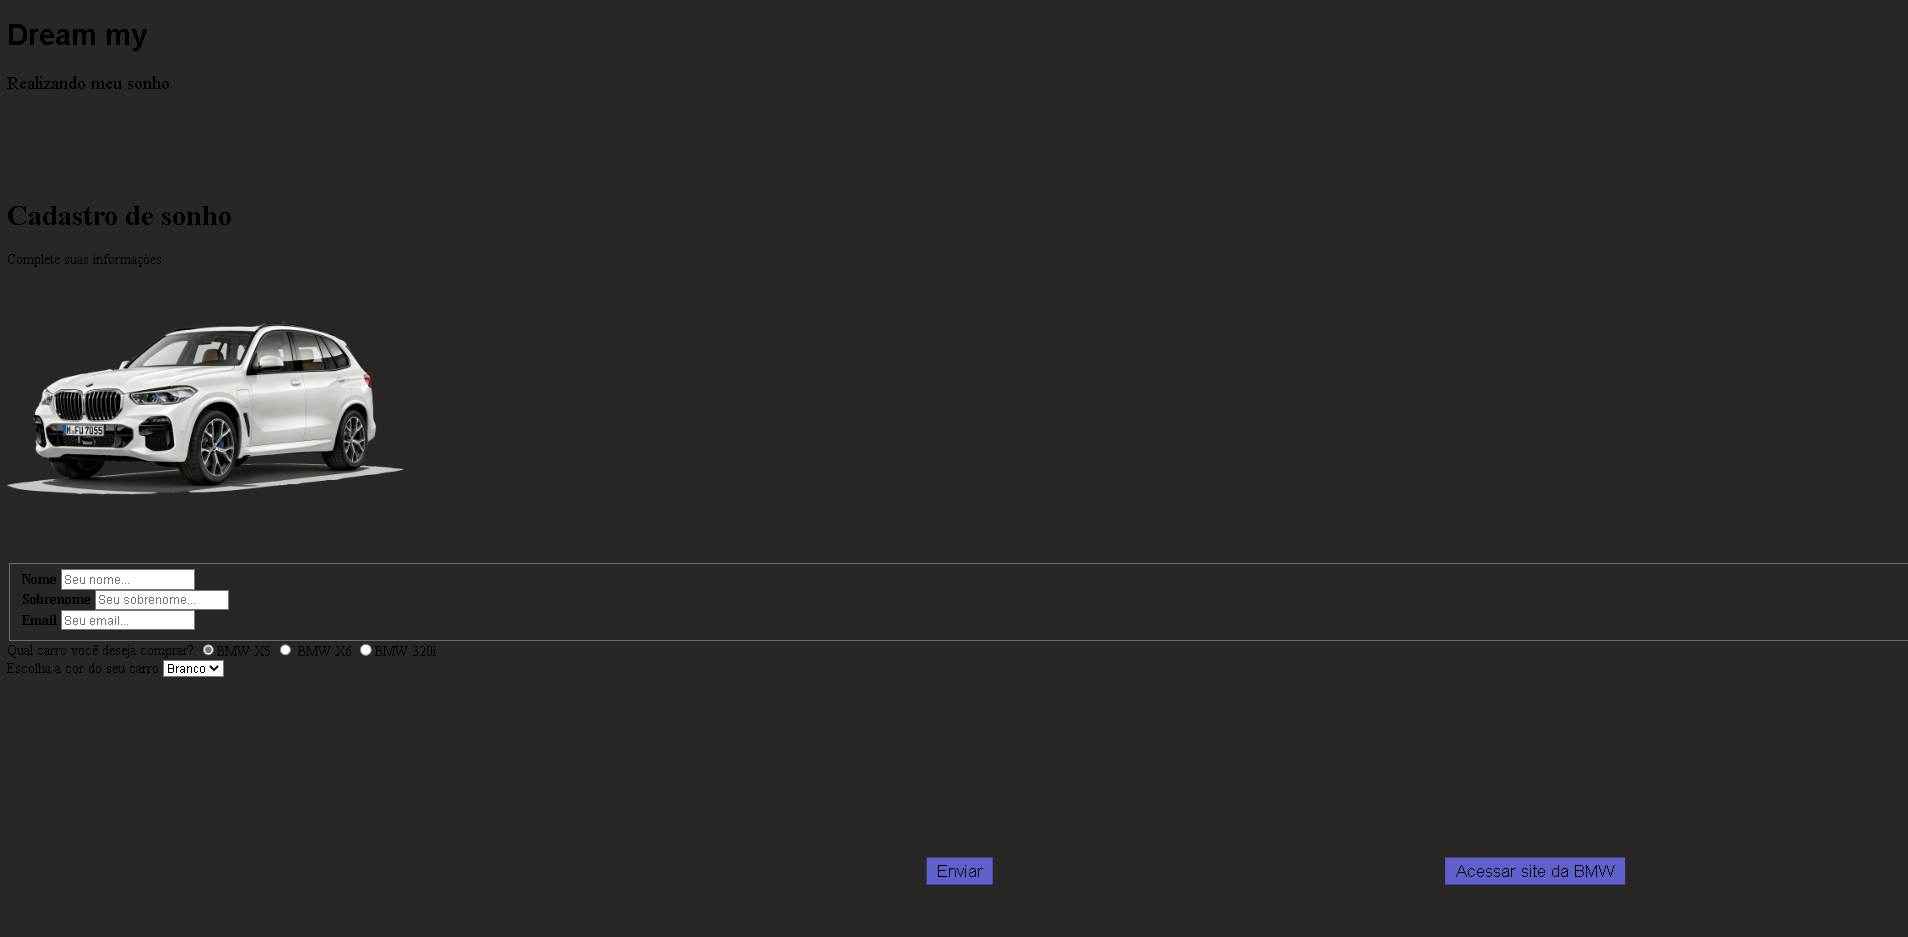 Dream my
Realizando meu sonho
Cadastro de sonho
Complete suas informações
M FU 7055
Nome Seu nome...
Sobrenome Seu sobrenome...
Email Seu email...
Qual carro você deseja comprar? BMW X5 BMW X6 BMW 320i
Escolha a cor do seu carro Branco
Enviar Acessar site da BMW